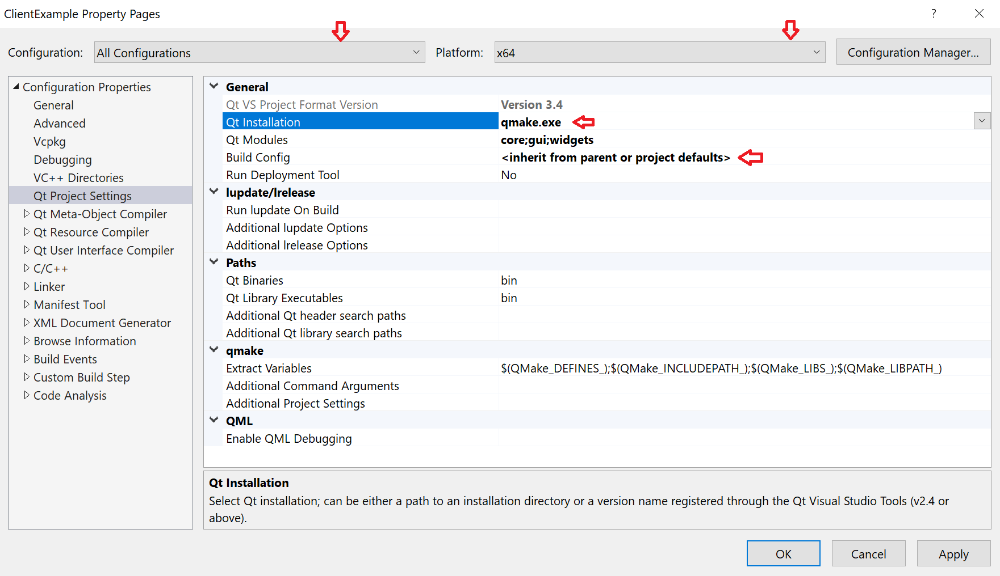 ClientExample Property Pages
?
Configuration: All Configurations Platform: x64 Configuration Manager...
Configuration Properties
General
Advanced
Vcpkg
Debugging
VC++ Directories
Qt Project Settings
Qt Meta-Object Compiler
Qt Resource Compiler
Qt User Interface Compiler
C/C++
Linker
Manifest Tool
XML Document Generator
Browse Information
Build Events
Custom Build Step
Code Analysis
General
Qt VS Project Format Version Version 3.4
Qt Installation qmake.exe
Qt Modules core;gui;widgets
Build Config <inherit from parent or project defaults>
Run Deployment Tool No
lupdate/lrelease
Run lupdate On Build
Additional lupdate Options
Additional lrelease Options
Paths
Qt Binaries bin
Qt Library Executables bin
Additional Qt header search paths
Additional Qt library search paths
qmake
Extract Variables $(QMake_DEFINES_);$(QMake_INCLUDEPATH_);$(QMake_LIBS_);$(QMake_LIBPATH_)
Additional Command Arguments
Additional Project Settings
QML
Enable QML Debugging
Qt Installation
Select Qt installation; can be either a path to an installation directory or a version name registered through the Qt Visual Studio Tools (v2.4 or
above).
OK Cancel Apply